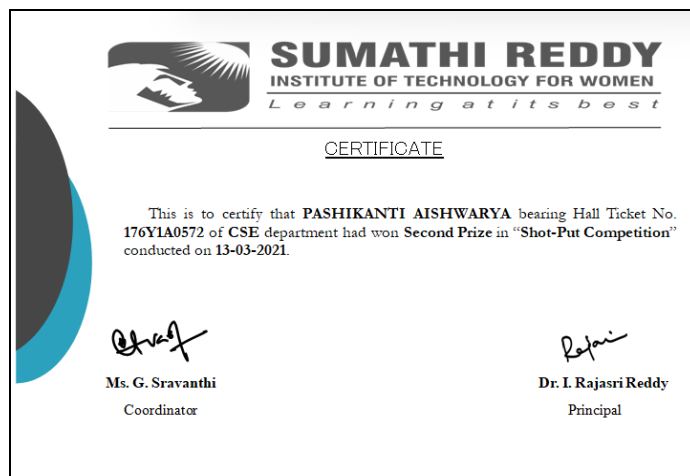 SUMATHI REDDY
INSTITUTE OF TECHNOLOGY FOR WOMEN
Learning at its best
CERTIFICATE
This is to certify that PASHIKANTI AISHWARYA bearing Hall Ticket No.
176Y1A0572 of CSE department had won Second Prize in “Shot-Put Competition”
conducted on 13-03-2021.
Ms. G. Sravanthi
Coordinator
Rajasri
Dr. I. Rajasri Reddy
Principal